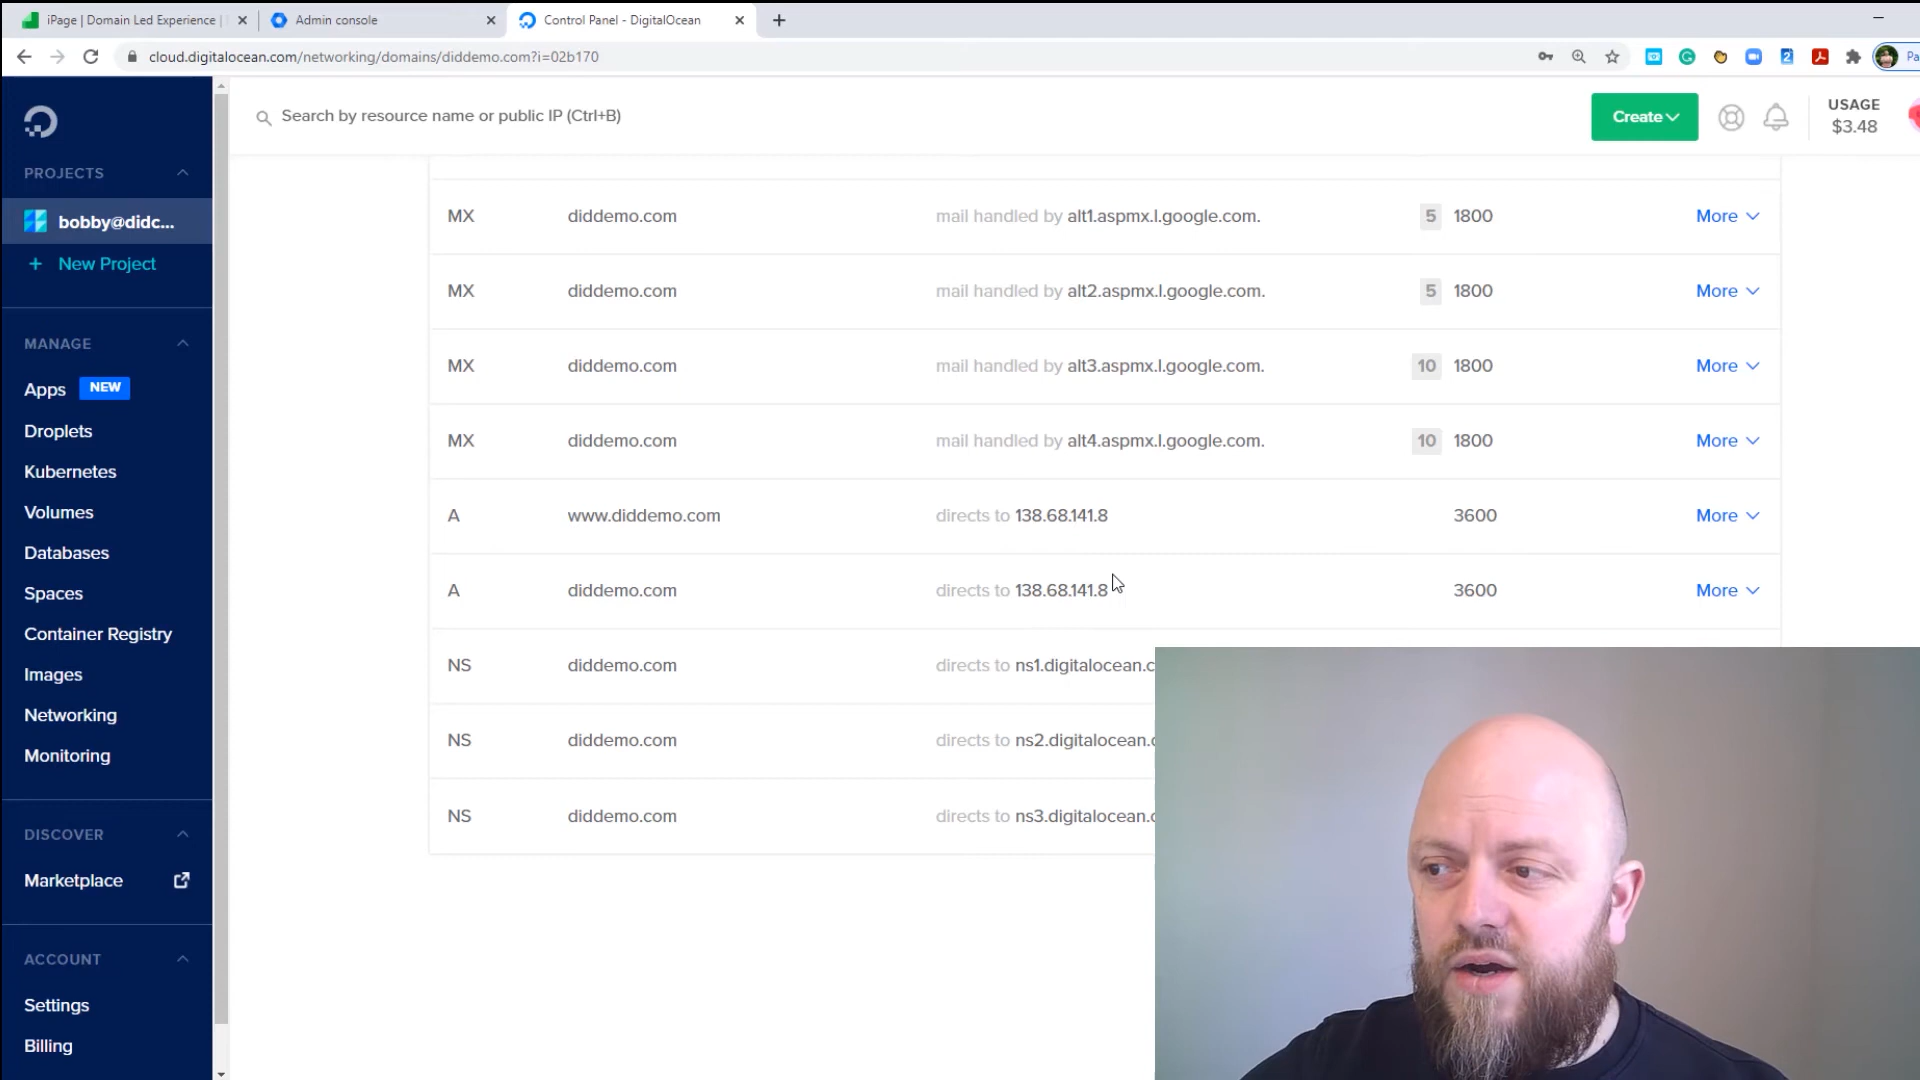 iPage | Domain Led Experience |
Admin console
Control Panel - DigitalOcean
cloud.digitalocean.com/networking/domains/diddemo.com?i=02b170
Pa
Search by resource name or public IP (Ctrl+B)
Create
USAGE
$3.48
PROJECTS
bobby@didc...
+ New Project
MANAGE
Apps NEW
Droplets
Kubernetes
Volumes
Databases
Spaces
Container Registry
Images
Networking
Monitoring
DISCOVER
Marketplace
ACCOUNT
Settings
Billing
MX diddemo.com mail handled by alt1.aspmx.l.google.com. 5 1800 More
MX diddemo.com mail handled by alt2.aspmx.l.google.com. 5 1800 More
MX diddemo.com mail handled by alt3.aspmx.l.google.com. 10 1800 More
MX diddemo.com mail handled by alt4.aspmx.l.google.com. 10 1800 More
A www.diddemo.com directs to 138.68.141.8 3600 More
A diddemo.com directs to 138.68.141.8 3600 More
NS diddemo.com directs to ns1.digitalocean.c
NS diddemo.com directs to ns2.digitalocean.c
NS diddemo.com directs to ns3.digitalocean.c